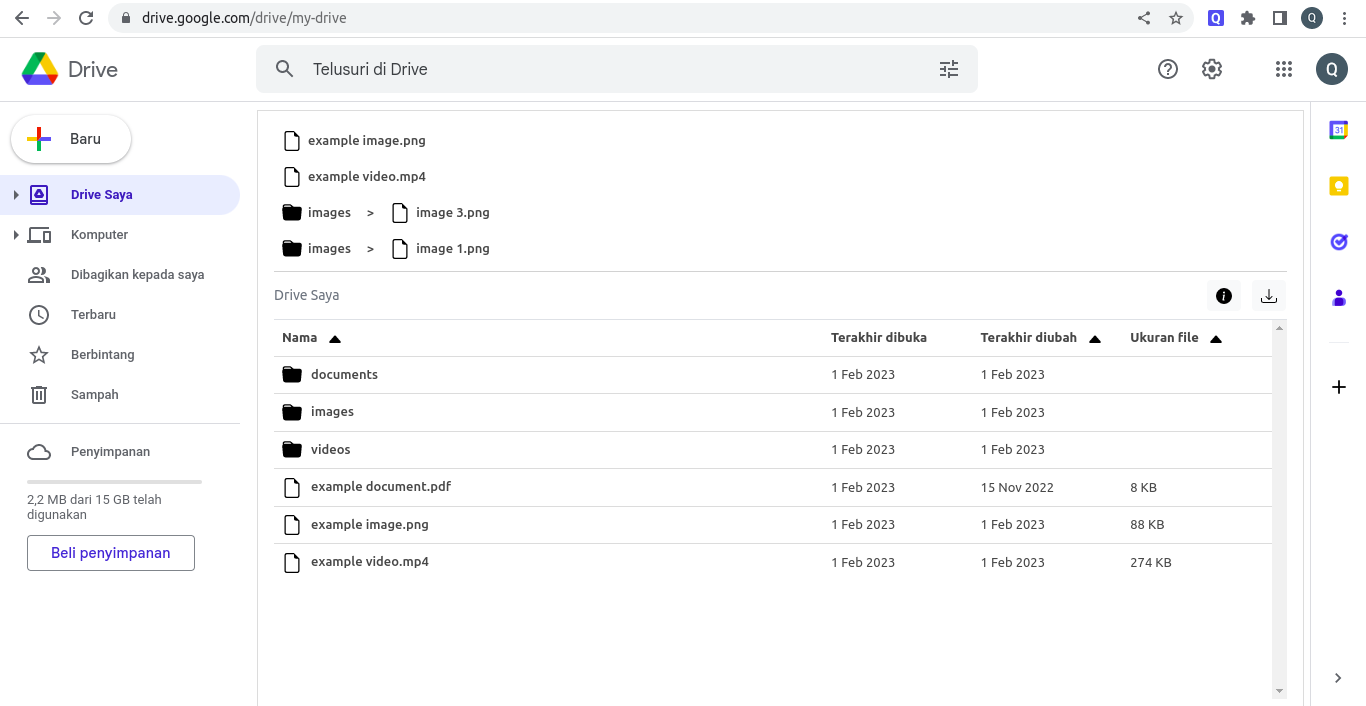 drive.google.com/drive/my-drive
Q
Q
Drive
Telusuri di Drive
Q
Baru
Drive Saya
Komputer
Dibagikan kepada saya
Terbaru
Berbintang
Sampah
Penyimpanan
2,2 MB dari 15 GB telah
digunakan
Beli penyimpanan
example image.png
example video.mp4
images > image 3.png
images > image 1.png
Drive Saya
Nama Terakhir dibuka Terakhir diubah Ukuran file
documents 1 Feb 2023 1 Feb 2023
images 1 Feb 2023 1 Feb 2023
videos 1 Feb 2023 1 Feb 2023
example document.pdf 1 Feb 2023 15 Nov 2022 8 KB
example image.png 1 Feb 2023 1 Feb 2023 88 KB
example video.mp4 1 Feb 2023 1 Feb 2023 274 KB
31